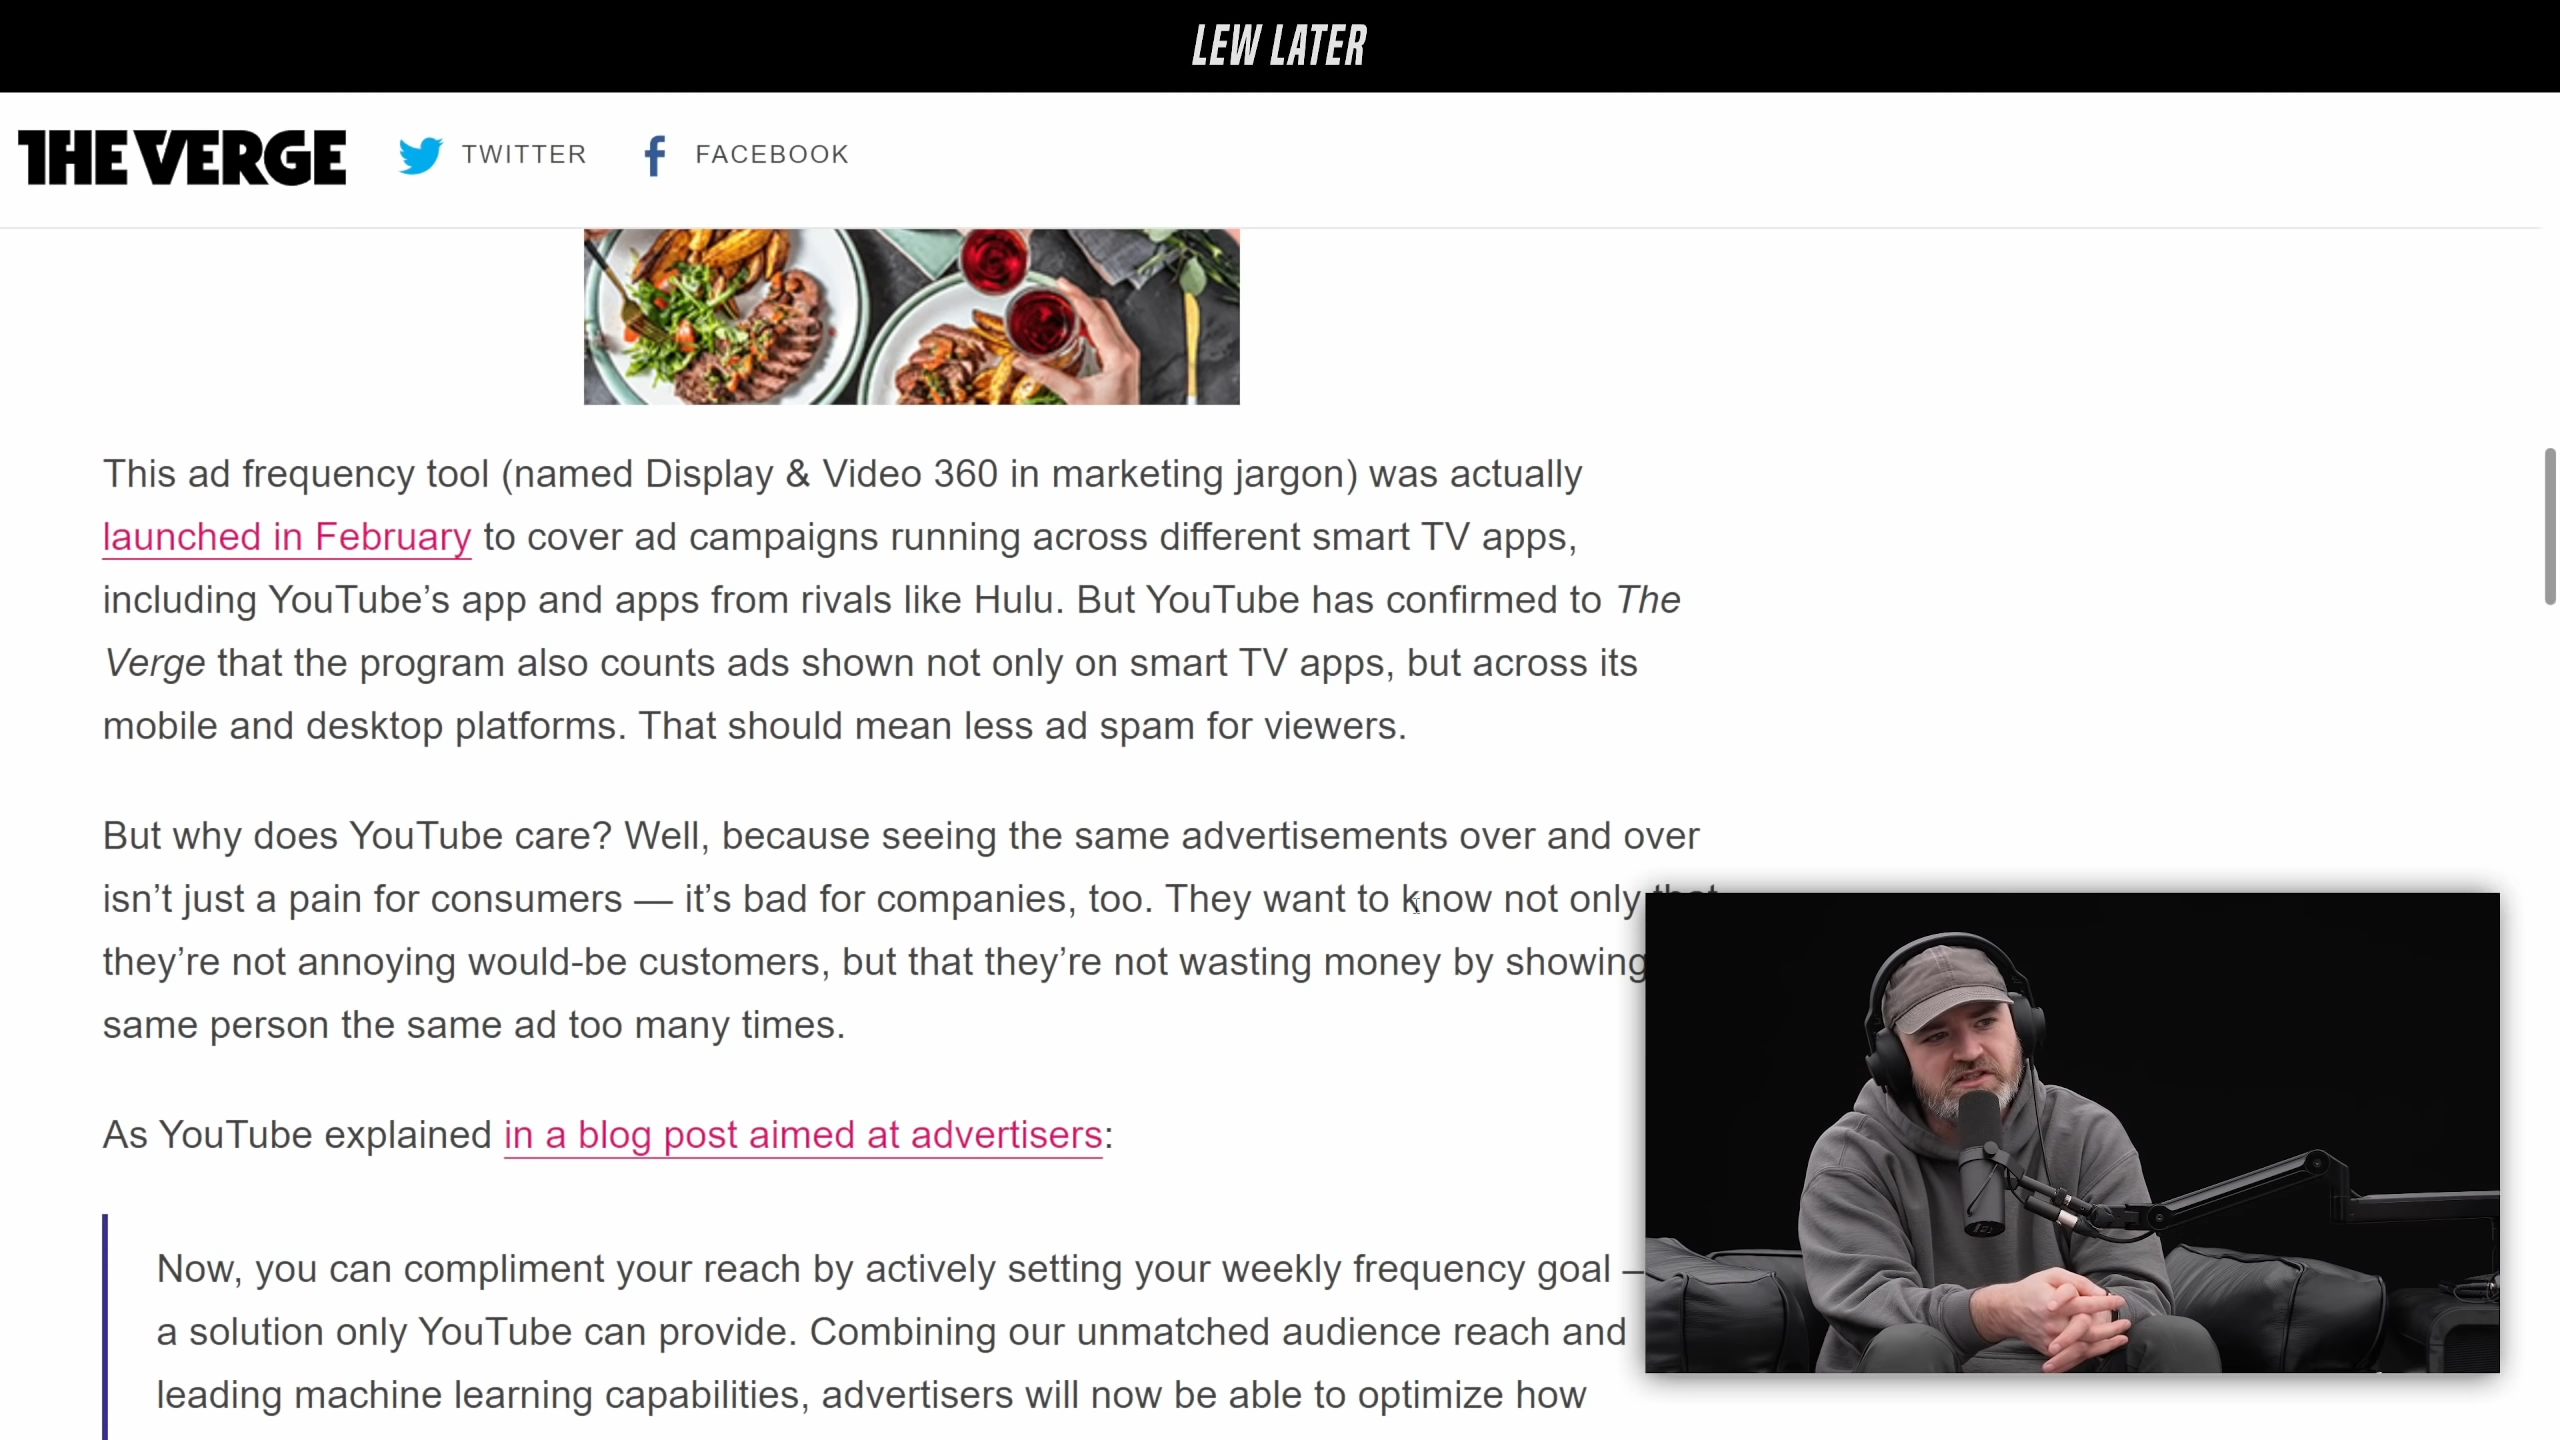 LEW LATER
THE VERGE TWITTER FACEBOOK
This ad frequency tool (named Display & Video 360 in marketing jargon) was actually
launched in February to cover ad campaigns running across different smart TV apps,
including YouTube’s app and apps from rivals like Hulu. But YouTube has confirmed to The
Verge that the program also counts ads shown not only on smart TV apps, but across its
mobile and desktop platforms. That should mean less ad spam for viewers.
But why does YouTube care? Well, because seeing the same advertisements over and over
isn’t just a pain for consumers — it’s bad for companies, too. They want to know not only
they’re not annoying would-be customers, but that they’re not wasting money by showing
same person the same ad too many times.
As YouTube explained in a blog post aimed at advertisers:
Now, you can compliment your reach by actively setting your weekly frequency goal –
a solution only YouTube can provide. Combining our unmatched audience reach and
leading machine learning capabilities, advertisers will now be able to optimize how